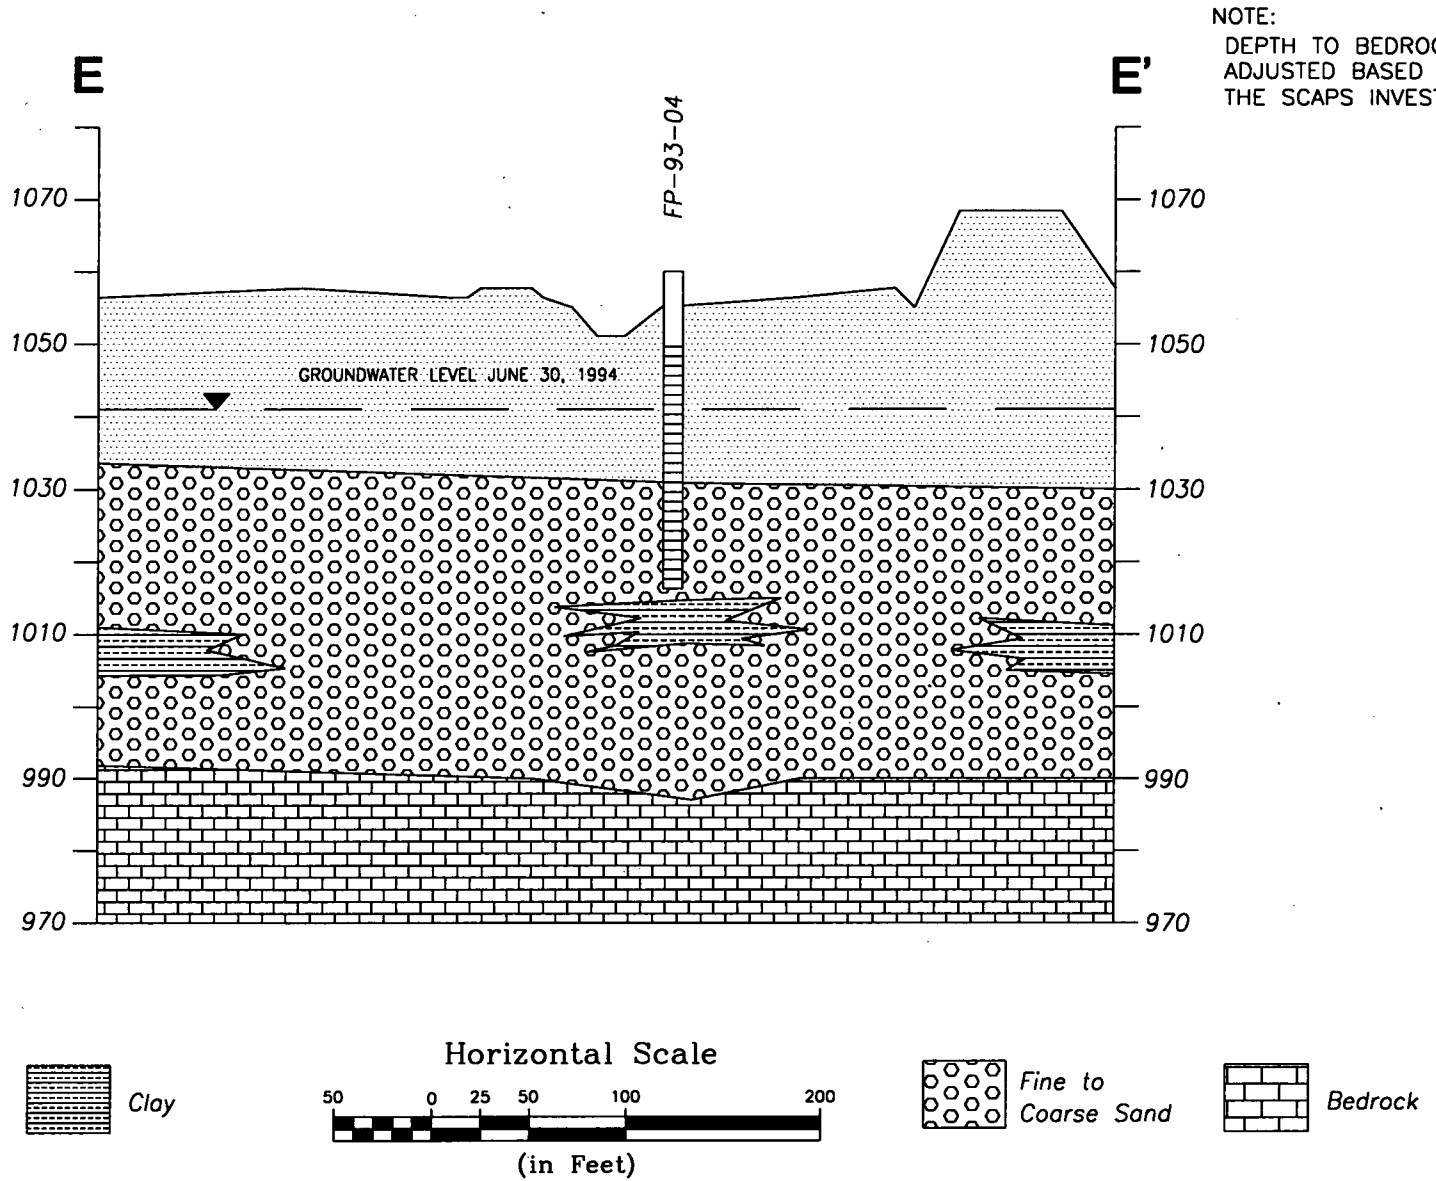 NOTE:
DEPTH TO
ADJUSTED BASED
THE SCAPS
E
E'
FP-93-04
1070
1070
1050
1050
GROUNDWATER LEVEL JUNE 30, 1994
1030
1030
1010
1010
990
990
970
970
Horizontal Scale
50 0 25 50 100 200
(in Feet)
Clay
Fine to
Coarse Sand
Bedrock